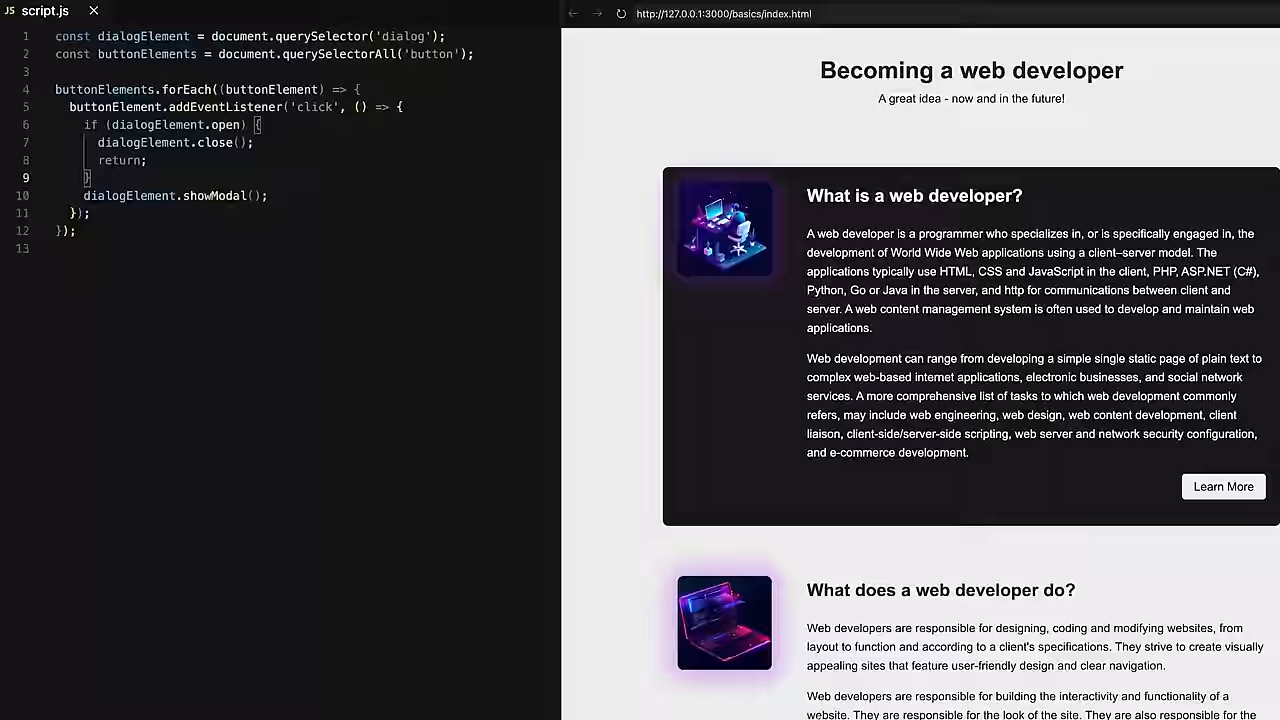 JS script.js
1 const dialogElement = document.querySelector('dialog');
2 const buttonElements = document.querySelectorAll('button');
3
4 buttonElements.forEach((buttonElement) => {
5 buttonElement.addEventListener('click', () => {
6 if (dialogElement.open) {
7 dialogElement.close();
8 return;
9 }
10 dialogElement.showModal();
11 });
12 });
13
http://127.0.0.1:3000/basics/index.html
Becoming a web developer
A great idea - now and in the future!
What is a web developer?
A web developer is a programmer who specializes in, or is specifically engaged in, the
development of World Wide Web applications using a client–server model. The
applications typically use HTML, CSS and JavaScript in the client, PHP, ASP.NET (C#),
Python, Go or Java in the server, and http for communications between client and
server. A web content management system is often used to develop and maintain web
applications.
Web development can range from developing a simple single static page of plain text to
complex web-based internet applications, electronic businesses, and social network
services. A more comprehensive list of tasks to which web development commonly
refers, may include web engineering, web design, web content development, client
liaison, client-side/server-side scripting, web server and network security configuration,
and e-commerce development.
Learn More
What does a web developer do?
Web developers are responsible for designing, coding and modifying websites, from
layout to function and according to a client's specifications. They strive to create visually
appealing sites that feature user-friendly design and clear navigation.
Web developers are responsible for building the interactivity and functionality of a
website. They are responsible for the look of the site. They are also responsible for the